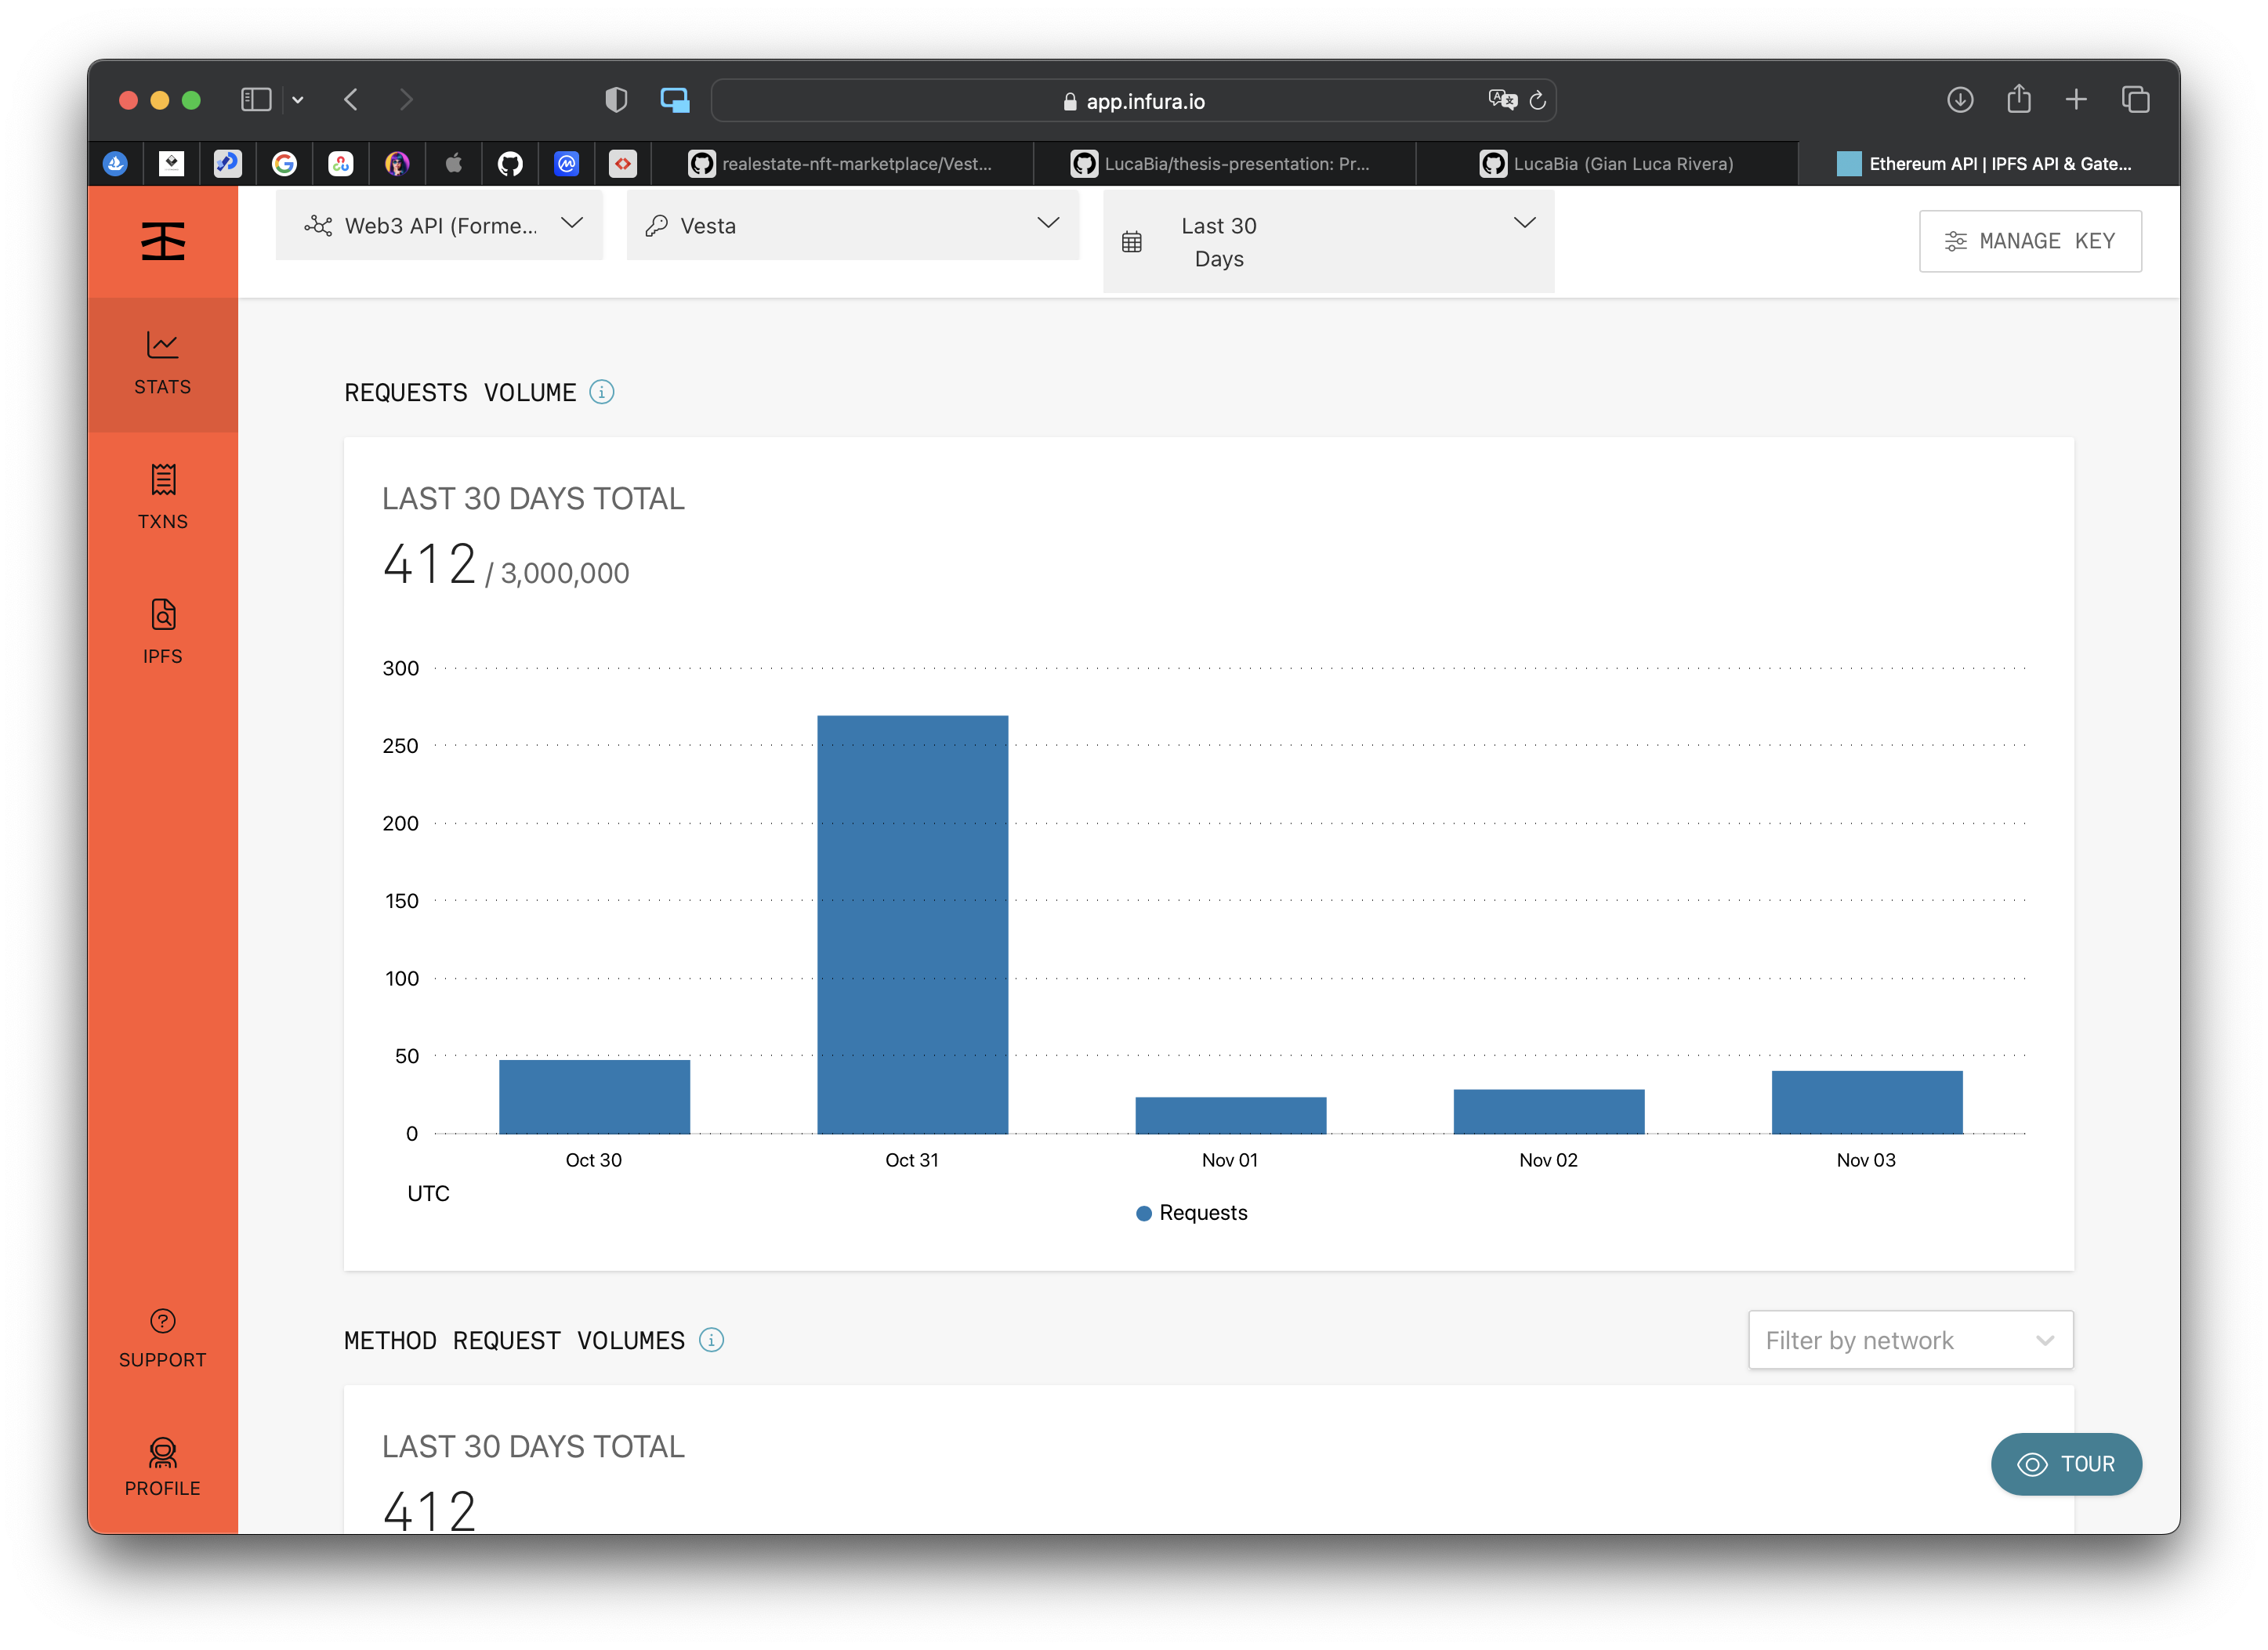 app.infura.io
realestate-nft-marketplace/Vest...
LucaBia/thesis-presentation: Pr...
LucaBia (Gian Luca Rivera)
Ethereum API | IPFS API & Gate...
Web3 API (Forme...
Vesta
Last 30
Days
MANAGE KEY
STATS
TXNS
IPFS
SUPPORT
PROFILE
REQUESTS VOLUME
LAST 30 DAYS TOTAL
412 / 3,000,000
300
250
200
150
100
50
0
Oct 30 Oct 31 Nov 01 Nov 02 Nov 03
UTC
Requests
METHOD REQUEST VOLUMES
Filter by network
LAST 30 DAYS TOTAL
412
TOUR